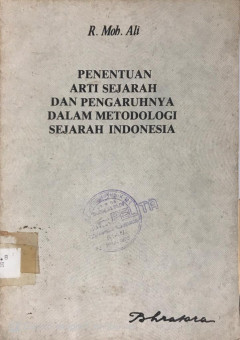 R. Moh. Ali
PENENTUAN
ARTI SEJARAH
DAN PENGARUHNYA
DALAM METODOLOGI
SEJARAH INDONESIA
Bhratara